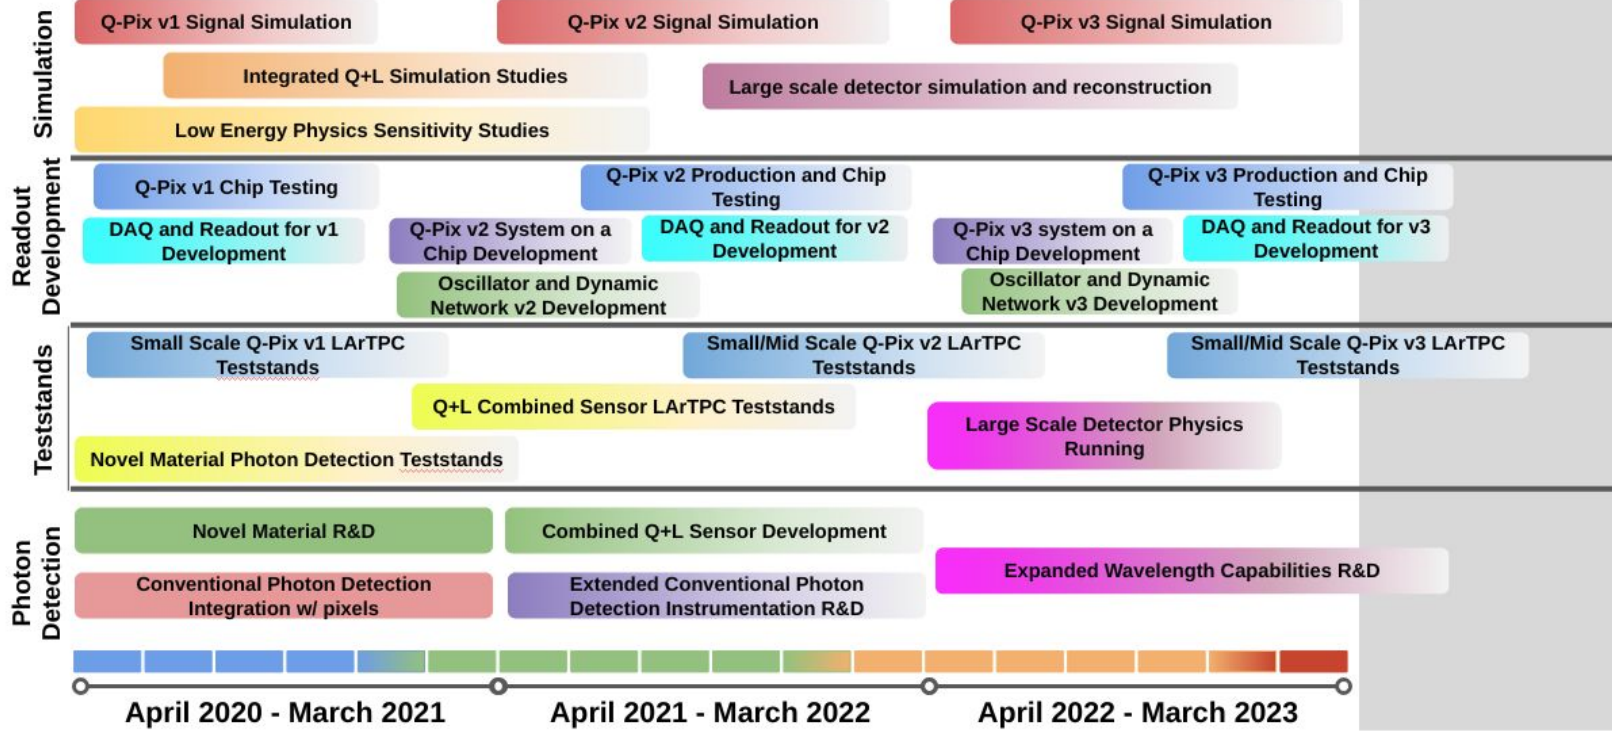 Simulation
Q-Pix v1 Signal Simulation
Q-Pix v2 Signal Simulation
Q-Pix v3 Signal Simulation
Integrated Q+L Simulation Studies
Large scale detector simulation and reconstruction
Low Energy Physics Sensitivity Studies
Readout
Development
Q-Pix v1 Chip Testing
Q-Pix v2 Production and Chip
Testing
Q-Pix v3 Production and Chip
Testing
DAQ and Readout for v1
Development
Q-Pix v2 System on a
Chip Development
DAQ and Readout for v2
Development
Q-Pix v3 system on a
Chip Development
DAQ and Readout for v3
Development
Oscillator and Dynamic
Network v2 Development
Oscillator and Dynamic
Network v3 Development
Teststands
Small Scale Q-Pix v1 LArTPC
Teststands
Small/Mid Scale Q-Pix v2 LArTPC
Teststands
Small/Mid Scale Q-Pix v3 LArTPC
Teststands
Q+L Combined Sensor LArTPC Teststands
Large Scale Detector Physics
Running
Novel Material Photon Detection Teststands
Photon
Detection
Novel Material R&D
Combined Q+L Sensor Development
Expanded Wavelength Capabilities R&D
Conventional Photon Detection
Integration w/ pixels
Extended Conventional Photon
Detection Instrumentation R&D
April 2020 - March 2021
April 2021 - March 2022
April 2022 - March 2023